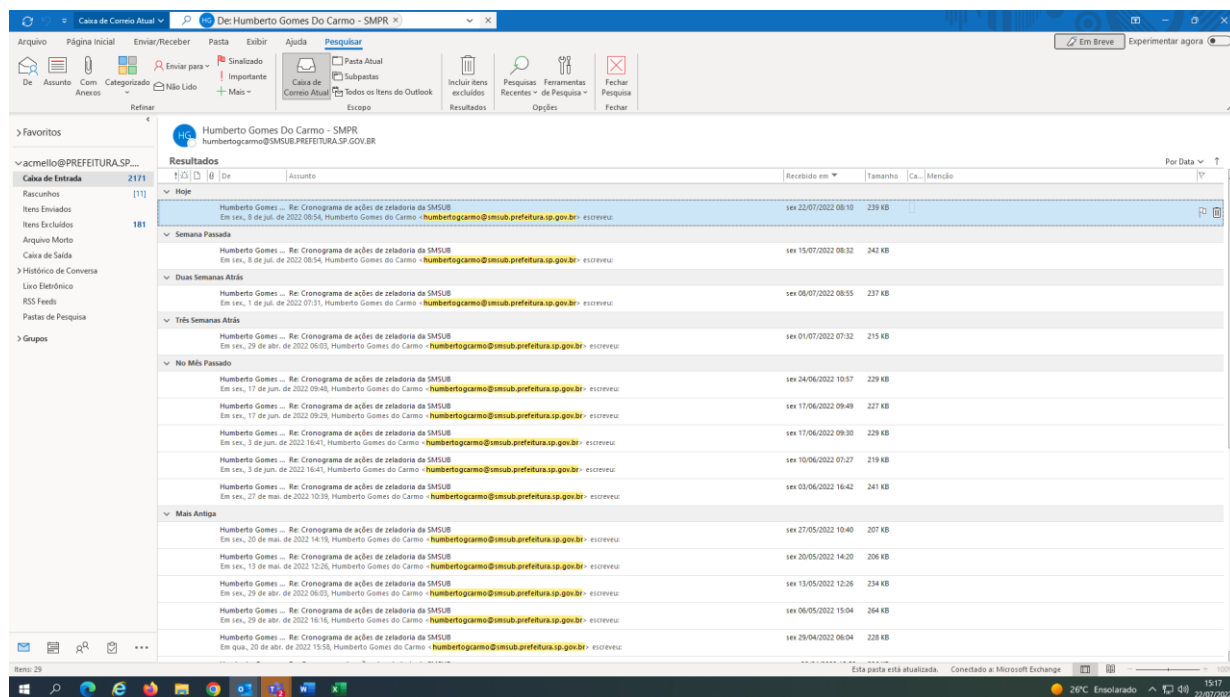 Caixa de Correio Atual
HG De: Humberto Gomes Do Carmo - SMPR
Arquivo Página Inicial Enviar/Receber Pasta Exibir Ajuda Pesquisar
Em Breve Experimentar agora
De Assunto Com Anexos Categorizado Enviar para Não Lido Sinalizado Importante Mais
Caixa de Correio Atual Pasta Atual Subpastas Todos os Itens do Outlook
Incluir itens excluídos Pesquisas Recentes Ferramentas de Pesquisa Fechar Pesquisa
Refinar Escopo Resultados Opções Fechar
Favoritos
acmello@PREFEITURA.SP....
Caixa de Entrada 2171
Rascunhos [11]
Itens Enviados
Itens Excluídos 181
Arquivo Morto
Caixa de Saída
Histórico de Conversa
Lixo Eletrônico
RSS Feeds
Pastas de Pesquisa
Grupos
HG Humberto Gomes Do Carmo - SMPR
humbertogcarmo@SMSUB.PREFEITURA.SP.GOV.BR
Resultados Por Data
De Assunto Recebido em Tamanho Ca... Menção
Hoje
Humberto Gomes ... Re: Cronograma de ações de zeladoria da SMSUB sex 22/07/2022 08:10 239 KB
Em sex., 8 de jul. de 2022 08:54, Humberto Gomes do Carmo <humbertogcarmo@smsub.prefeitura.sp.gov.br> escreveu:
Semana Passada
Humberto Gomes ... Re: Cronograma de ações de zeladoria da SMSUB sex 15/07/2022 08:32 242 KB
Em sex., 8 de jul. de 2022 08:54, Humberto Gomes do Carmo <humbertogcarmo@smsub.prefeitura.sp.gov.br> escreveu:
Duas Semanas Atrás
Humberto Gomes ... Re: Cronograma de ações de zeladoria da SMSUB sex 08/07/2022 08:55 237 KB
Em sex., 1 de jul. de 2022 07:31, Humberto Gomes do Carmo <humbertogcarmo@smsub.prefeitura.sp.gov.br> escreveu:
Três Semanas Atrás
Humberto Gomes ... Re: Cronograma de ações de zeladoria da SMSUB sex 01/07/2022 07:32 215 KB
Em sex., 29 de abr. de 2022 06:03, Humberto Gomes do Carmo <humbertogcarmo@smsub.prefeitura.sp.gov.br> escreveu:
No Mês Passado
Humberto Gomes ... Re: Cronograma de ações de zeladoria da SMSUB sex 24/06/2022 10:57 229 KB
Em sex., 17 de jun. de 2022 09:48, Humberto Gomes do Carmo <humbertogcarmo@smsub.prefeitura.sp.gov.br> escreveu:
Humberto Gomes ... Re: Cronograma de ações de zeladoria da SMSUB sex 17/06/2022 09:49 227 KB
Em sex., 17 de jun. de 2022 09:29, Humberto Gomes do Carmo <humbertogcarmo@smsub.prefeitura.sp.gov.br> escreveu:
Humberto Gomes ... Re: Cronograma de ações de zeladoria da SMSUB sex 17/06/2022 09:30 229 KB
Em sex., 3 de jun. de 2022 16:41, Humberto Gomes do Carmo <humbertogcarmo@smsub.prefeitura.sp.gov.br> escreveu:
Humberto Gomes ... Re: Cronograma de ações de zeladoria da SMSUB sex 10/06/2022 07:27 219 KB
Em sex., 3 de jun. de 2022 16:41, Humberto Gomes do Carmo <humbertogcarmo@smsub.prefeitura.sp.gov.br> escreveu:
Humberto Gomes ... Re: Cronograma de ações de zeladoria da SMSUB sex 03/06/2022 16:42 241 KB
Em sex., 27 de mai. de 2022 10:39, Humberto Gomes do Carmo <humbertogcarmo@smsub.prefeitura.sp.gov.br> escreveu:
Mais Antiga
Humberto Gomes ... Re: Cronograma de ações de zeladoria da SMSUB sex 27/05/2022 10:40 207 KB
Em sex., 20 de mai. de 2022 14:19, Humberto Gomes do Carmo <humbertogcarmo@smsub.prefeitura.sp.gov.br> escreveu:
Humberto Gomes ... Re: Cronograma de ações de zeladoria da SMSUB sex 20/05/2022 14:20 206 KB
Em sex., 13 de mai. de 2022 12:26, Humberto Gomes do Carmo <humbertogcarmo@smsub.prefeitura.sp.gov.br> escreveu:
Humberto Gomes ... Re: Cronograma de ações de zeladoria da SMSUB sex 13/05/2022 12:26 234 KB
Em sex., 29 de abr. de 2022 06:03, Humberto Gomes do Carmo <humbertogcarmo@smsub.prefeitura.sp.gov.br> escreveu:
Humberto Gomes ... Re: Cronograma de ações de zeladoria da SMSUB sex 06/05/2022 15:04 264 KB
Em sex., 29 de abr. de 2022 16:16, Humberto Gomes do Carmo <humbertogcarmo@smsub.prefeitura.sp.gov.br> escreveu:
Humberto Gomes ... Re: Cronograma de ações de zeladoria da SMSUB sex 29/04/2022 06:04 228 KB
Em qua., 20 de abr. de 2022 15:58, Humberto Gomes do Carmo <humbertogcarmo@smsub.prefeitura.sp.gov.br> escreveu:
Itens: 29 Esta pasta está atualizada. Conectado a: Microsoft Exchange
26°C Ensolarado 15:17